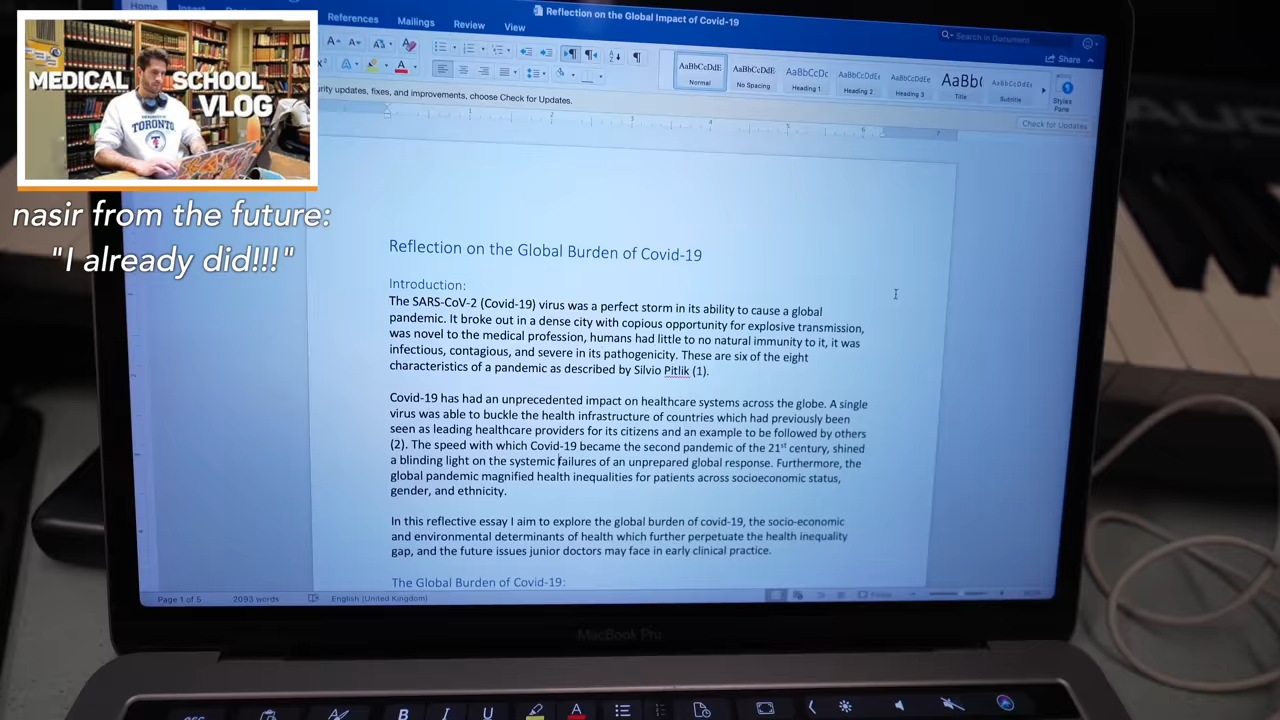 Home
Insert
References
Mailings
Review
View
Reflection on the Global Impact of Covid-19
Search in Document
Share
AaBbCcDdE
Normal
AaBbCcDdE
No Spacing
AaBbCcDc
Heading 1
AaBbCcDdEe
Heading 2
AaBbCcDdEe
Heading 3
AaBb(
Title
AaBbCcDdEe
Subtitle
Styles
Pane
updates, fixes, and improvements, choose Check for Updates.
Check for Updates
MEDICAL SCHOOL
VLOG
UNIVERSITY OF
TORONTO
nasir from the future:
"I already did!!!"
Reflection on the Global Burden of Covid-19
Introduction:
The SARS-CoV-2 (Covid-19) virus was a perfect storm in its ability to cause a global
pandemic. It broke out in a dense city with copious opportunity for explosive transmission,
was novel to the medical profession, humans had little to no natural immunity to it, it was
infectious, contagious, and severe in its pathogenicity. These are six of the eight
characteristics of a pandemic as described by Silvio Pitlik (1).
Covid-19 has had an unprecedented impact on healthcare systems across the globe. A single
virus was able to buckle the health infrastructure of countries which had previously been
seen as leading healthcare providers for its citizens and an example to be followed by others
(2). The speed with which Covid-19 became the second pandemic of the 21st century, shined
a blinding light on the systemic failures of an unprepared global response. Furthermore, the
global pandemic magnified health inequalities for patients across socioeconomic status,
gender, and ethnicity.
In this reflective essay I aim to explore the global burden of covid-19, the socio-economic
and environmental determinants of health which further perpetuate the health inequality
gap, and the future issues junior doctors may face in early clinical practice.
The Global Burden of Covid-19:
Page 1 of 5
2093 words
English (United Kingdom)
Focus
MacBook Pro
B I U A